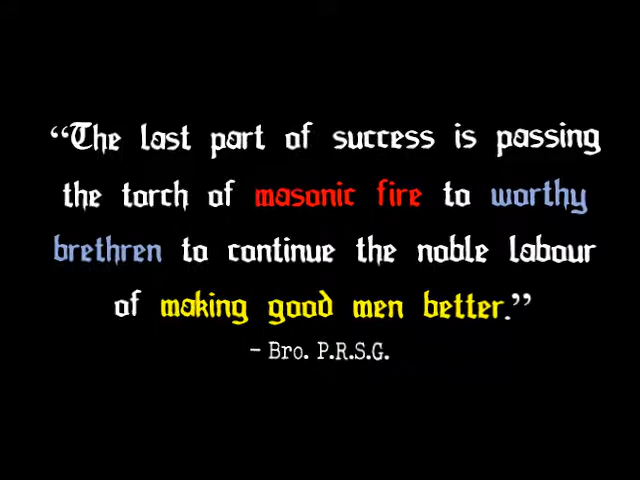 “The last part of success is passing
the torch of masonic fire to worthy
brethren to continue the noble labour
of making good men better.”
- Bro. P.R.S.G.